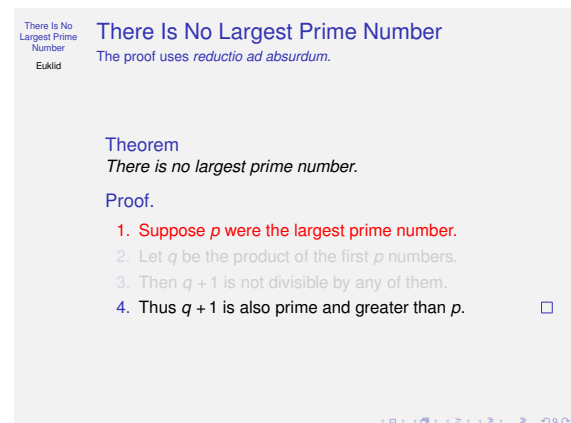 There Is No
Largest Prime
Number
Euklid
There Is No Largest Prime Number
The proof uses reductio ad absurdum.
Theorem
There is no largest prime number.
Proof.
1. Suppose p were the largest prime number.
2. Let q be the product of the first p numbers.
3. Then q + 1 is not divisible by any of them.
4. Thus q + 1 is also prime and greater than p.